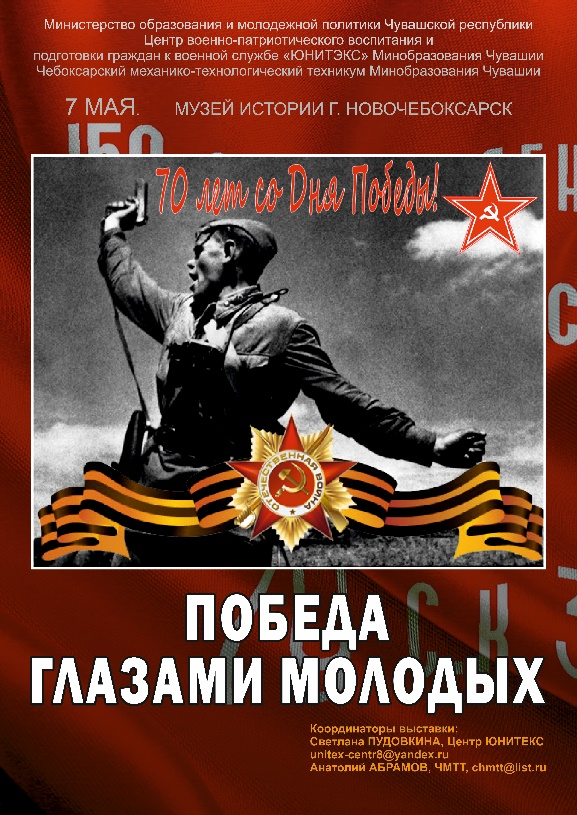 Министерство образования и молодежной политики Чувашской республики
Центр военно-патриотического воспитания и
подготовки граждан к военной службе «ЮНИТЭКС» Минобразования Чувашии
Чебоксарский механико-технологический техникум Минобразования Чувашии
7 МАЯ. МУЗЕЙ ИСТОРИИ Г. НОВОЧЕБОКСАРСК
150
70 лет со Дня Победы!
ОТЕЧЕСТВЕННАЯ ВОЙНА
ПОБЕДА
ГЛАЗАМИ МОЛОДЫХ
Координаторы выставки:
Светлана ПУДОВКИНА, Центр ЮНИТЕКС
unitex-centr8@yandex.ru
Анатолий АБРАМОВ, ЧМТТ, chmtt@list.ru